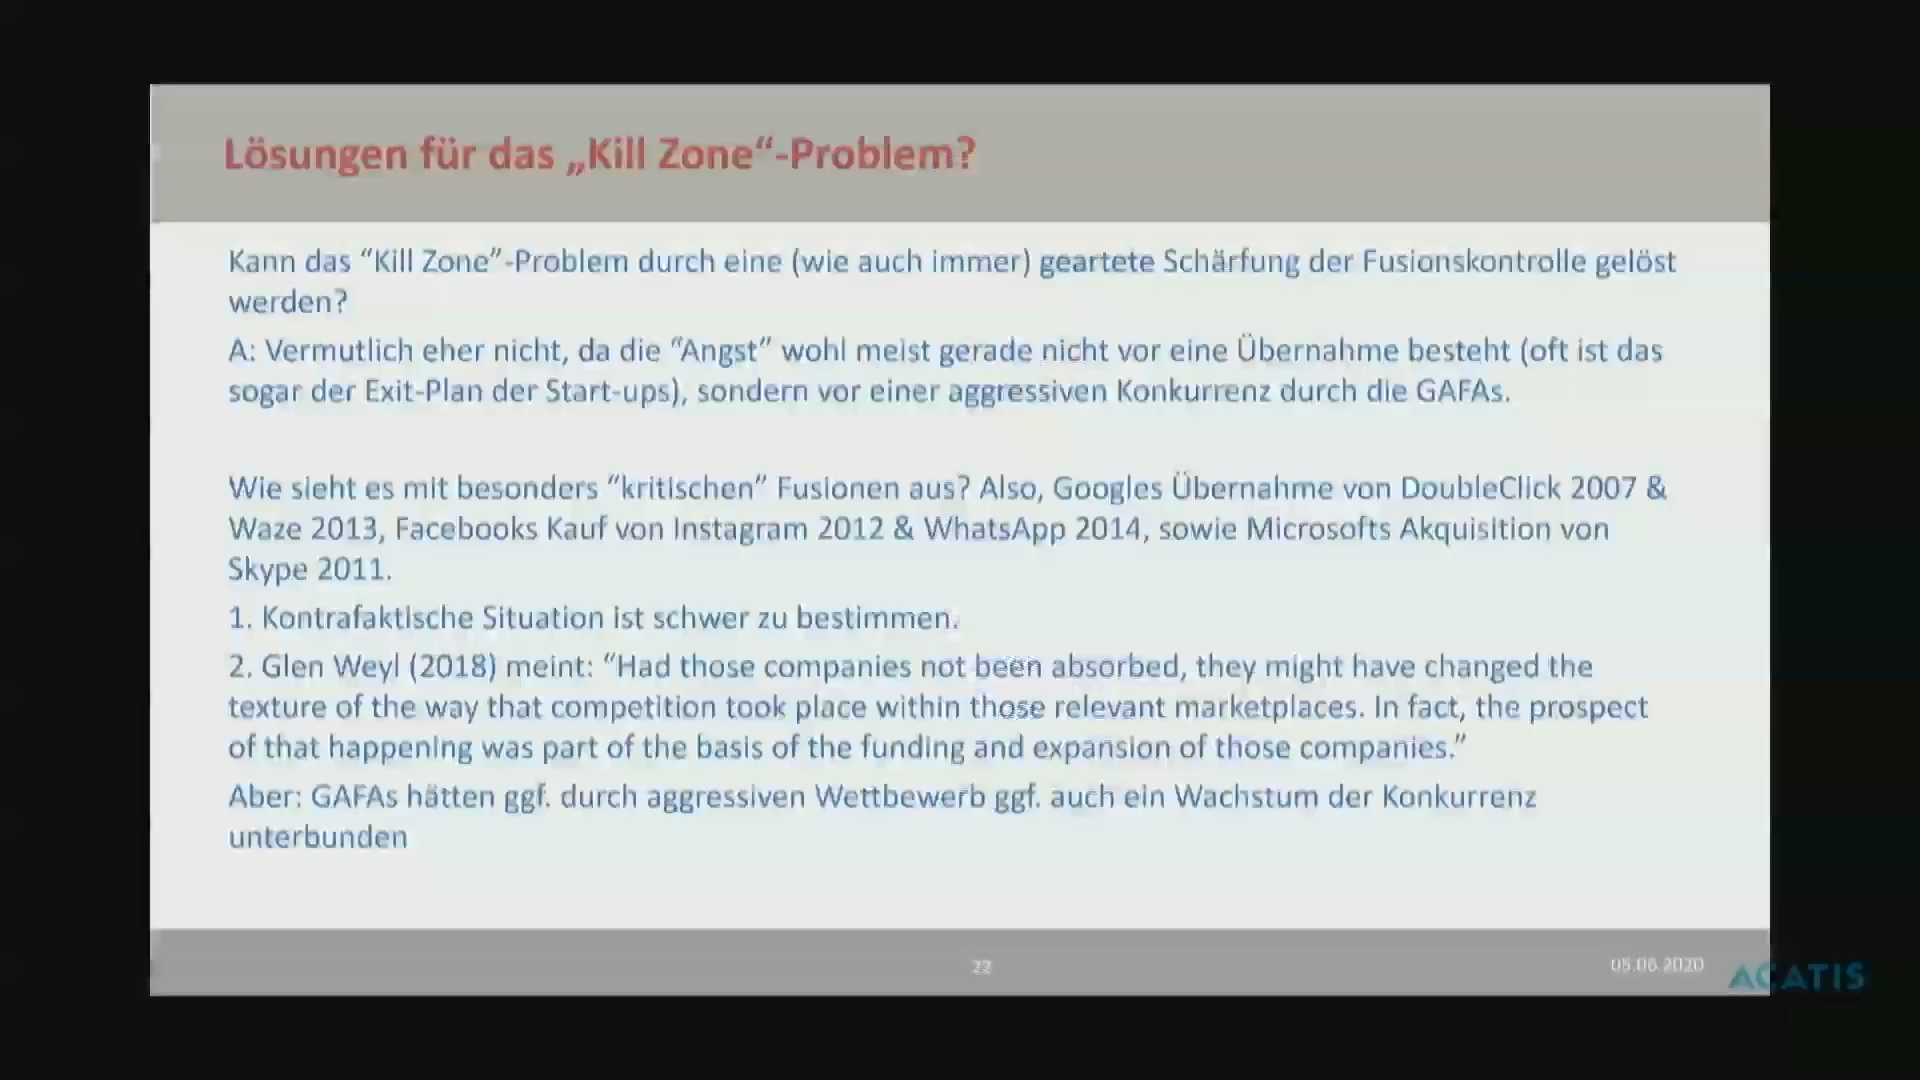 Lösungen für das „Kill Zone“-Problem?
Kann das “Kill Zone”-Problem durch eine (wie auch immer) geartete Schärfung der Fusionskontrolle gelöst
werden?
A: Vermutlich eher nicht, da die “Angst” wohl meist gerade nicht vor eine Übernahme besteht (oft ist das
sogar der Exit-Plan der Start-ups), sondern vor einer aggressiven Konkurrenz durch die GAFAs.
Wie sieht es mit besonders “kritischen” Fusionen aus? Also, Googles Übernahme von DoubleClick 2007 &
Waze 2013, Facebooks Kauf von Instagram 2012 & WhatsApp 2014, sowie Microsofts Akquisition von
Skype 2011.
1. Kontrafaktische Situation ist schwer zu bestimmen.
2. Glen Weyl (2018) meint: “Had those companies not been absorbed, they might have changed the
texture of the way that competition took place within those relevant marketplaces. In fact, the prospect
of that happening was part of the basis of the funding and expansion of those companies.”
Aber: GAFAs hätten ggf. durch aggressiven Wettbewerb ggf. auch ein Wachstum der Konkurrenz
unterbunden
22
05.06.2020
ACATIS